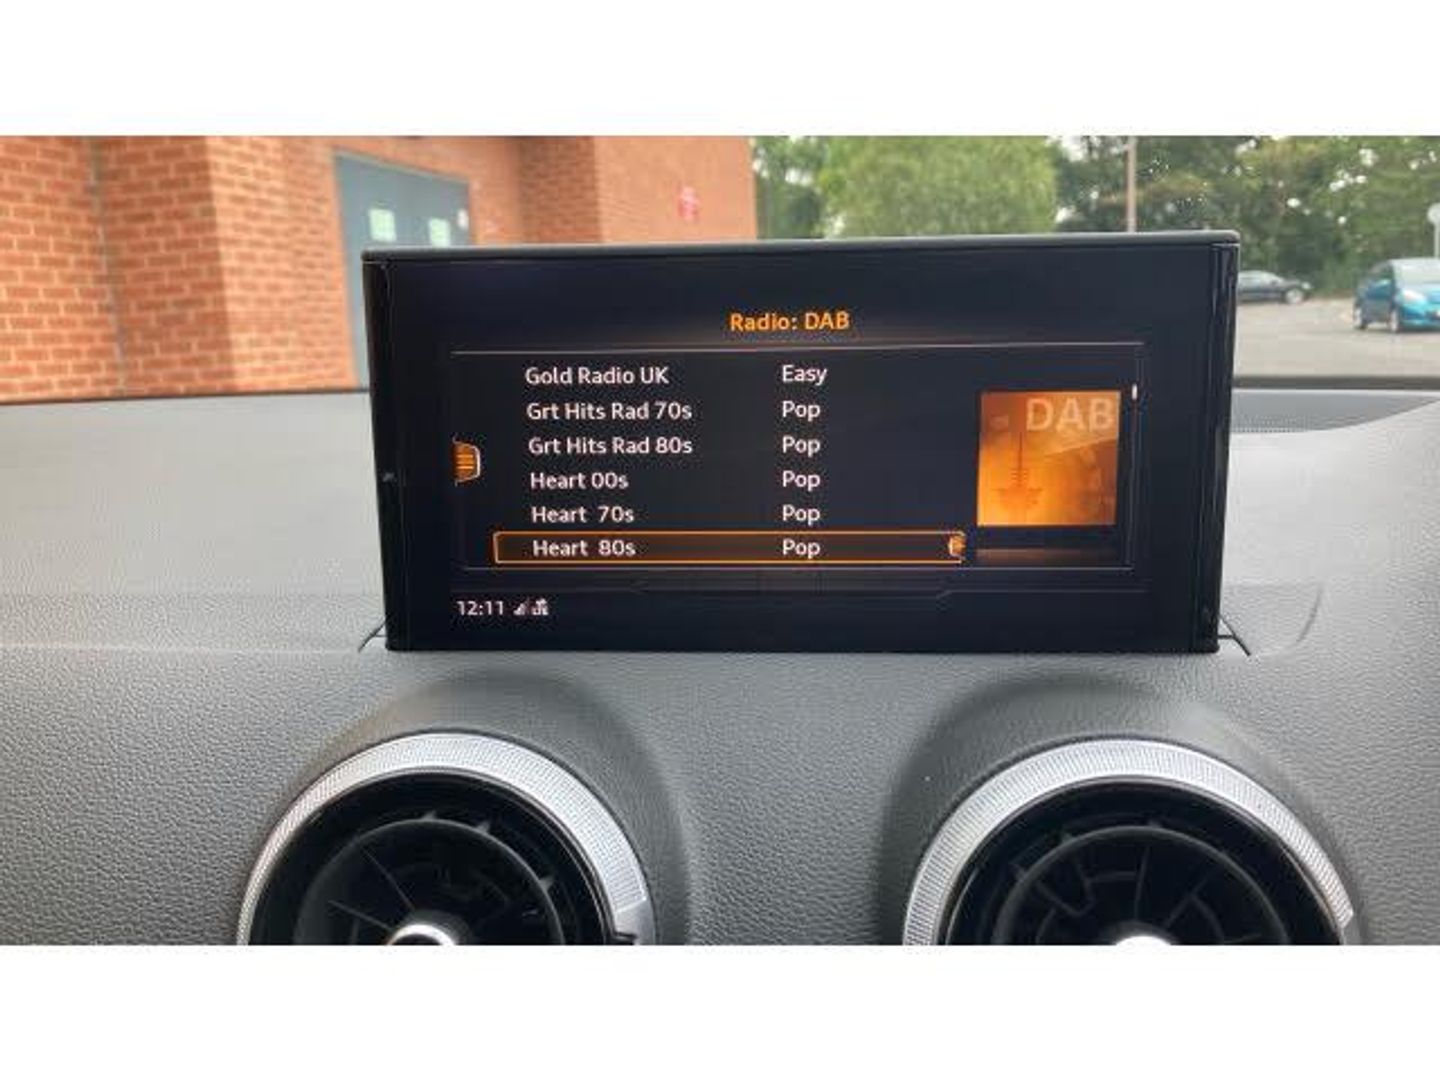 Radio: DAB
Gold Radio UK Easy
Grt Hits Rad 70s Pop
Grt Hits Rad 80s Pop
Heart 00s Pop
Heart 70s Pop
Heart 80s Pop
DAB
12:11